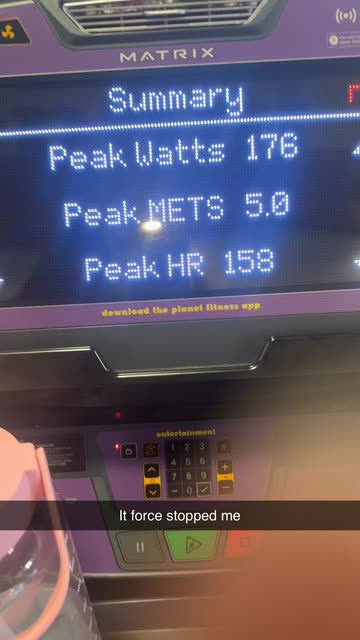 MATRIX
Summary
Peak Watts 176
Peak METS 5.0
Peak HR 158
download the planet fitness app
entertainment
1 2 3
4 5 6
7 8 9
0
It force stopped me